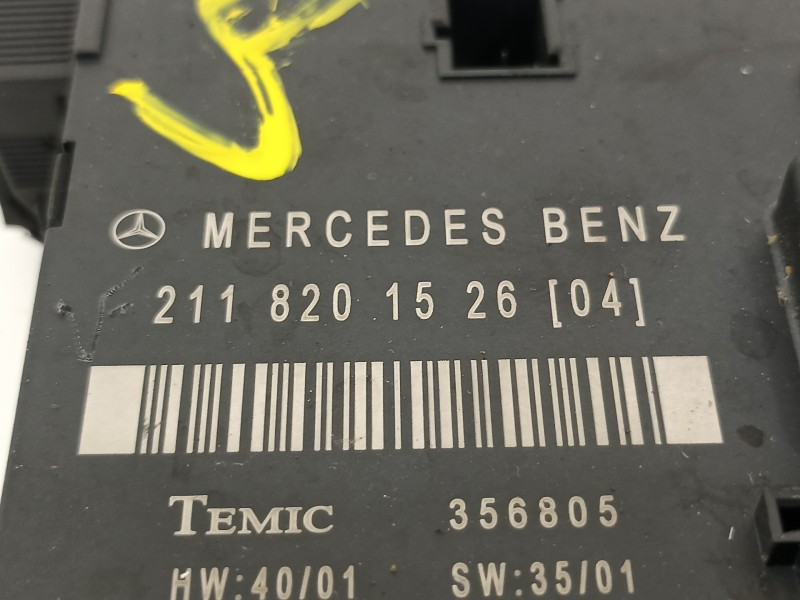 MERCEDES BENZ
211 820 15 26 [04]
TEMIC 356805
HW:40/01 SW:35/01